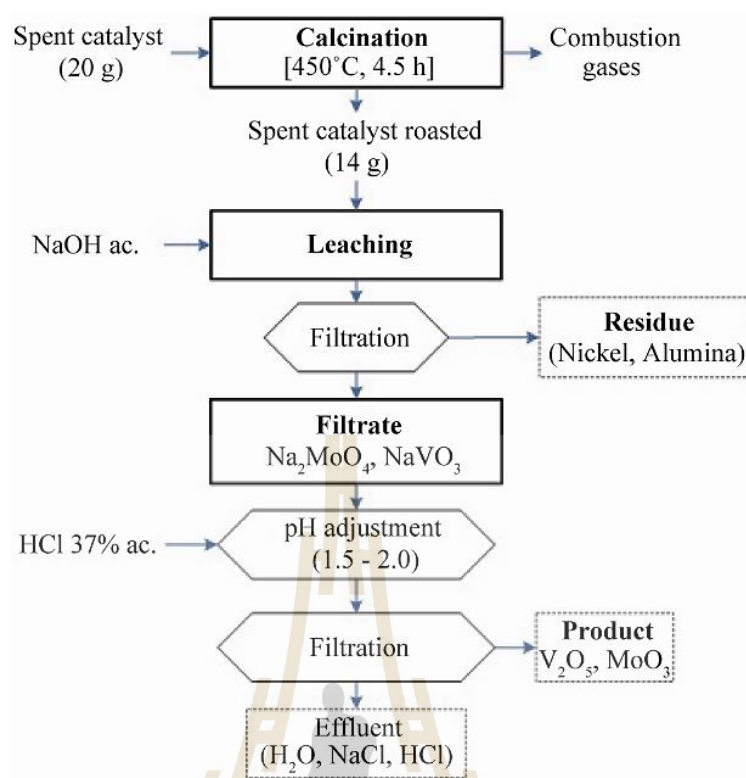 Spent catalyst
(20 g)
Calcination
[450˚C, 4.5 h]
Combustion
gases
Spent catalyst roasted
(14 g)
NaOH ac.
Leaching
Filtration
Residue
(Nickel, Alumina)
Filtrate
Na₂MoO₄, NaVO₃
HCl 37% ac.
pH adjustment
(1.5 - 2.0)
Filtration
Product
V₂O₅, MoO₃
Effluent
(H₂O, NaCl, HCl)